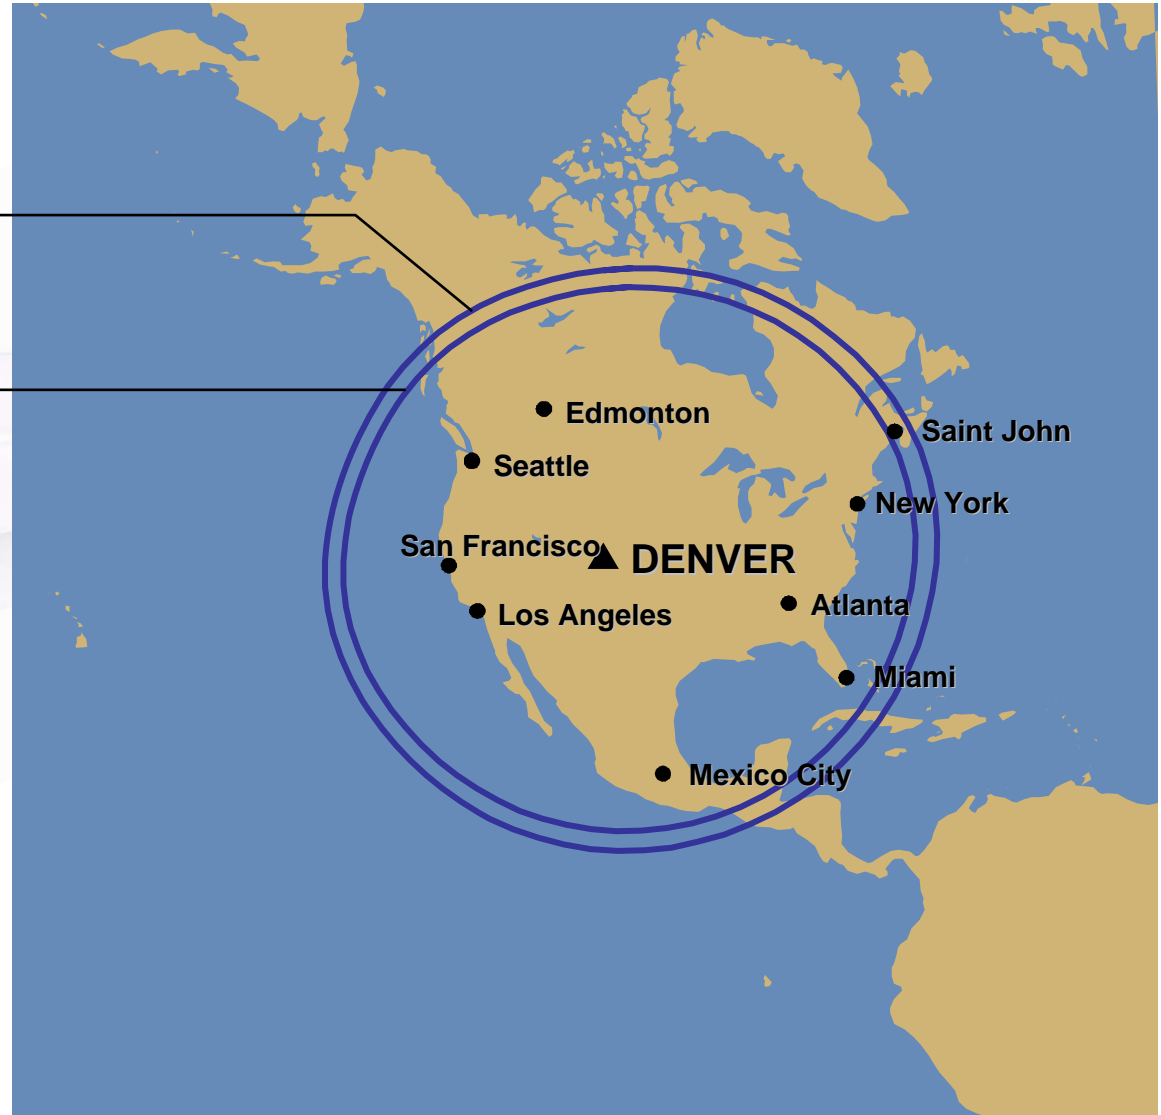 Edmonton
Saint John
Seattle
New York
San Francisco
DENVER
Atlanta
Los Angeles
Miami
Mexico City